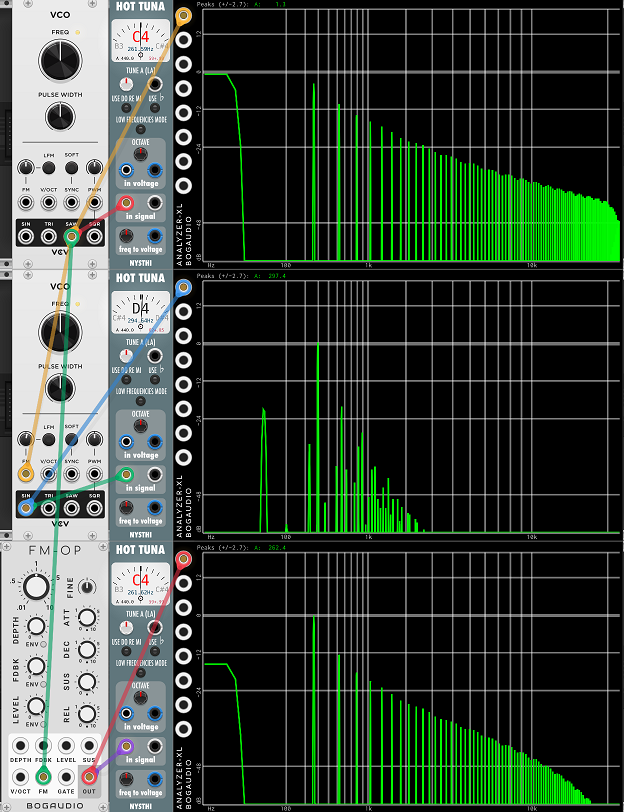 VCO
FREQ
PULSE WIDTH
LFM
SOFT
FM
V/OCT
SYNC
PWM
SIN
TRI
SAW
SQR
VCV
HOT TUNA
C4
B3
C#4
261.59Hz
A 440.0
TUNE A (LA)
USE DO RE MI
USE ♭
LOW FREQUENCIES MODE
OCTAVE
in voltage
in signal
freq to voltage
NYSTHI
ANALYZER-XL
BOGAUDIO
Peaks (+/-2.7): A: 1.3
12
0
-12
-24
-48
dB
Hz
100
1k
10k
VCO
FREQ
PULSE WIDTH
LFM
SOFT
FM
V/OCT
SYNC
PWM
SIN
TRI
SAW
SQR
VCV
HOT TUNA
D4
C#4
D#4
294.64Hz
A 440.0
TUNE A (LA)
USE DO RE MI
USE ♭
LOW FREQUENCIES MODE
OCTAVE
in voltage
in signal
freq to voltage
NYSTHI
ANALYZER-XL
BOGAUDIO
Peaks (+/-2.7): A: 297.4
12
0
-12
-24
-48
dB
Hz
100
1k
10k
FM-OP
1
.5
5
.01
10
FINE
DEPTH
ENV
FDBK
ENV
LEVEL
ENV
ATT
DEC
SUS
REL
DEPTH
FDBK
LEVEL
SUS
V/OCT
FM
GATE
OUT
BOGAUDIO
HOT TUNA
C4
B3
C#4
261.62Hz
A 440.0
TUNE A (LA)
USE DO RE MI
USE ♭
LOW FREQUENCIES MODE
OCTAVE
in voltage
in signal
freq to voltage
NYSTHI
ANALYZER-XL
BOGAUDIO
Peaks (+/-2.7): A: 263.4
12
0
-12
-24
-48
dB
Hz
100
1k
10k